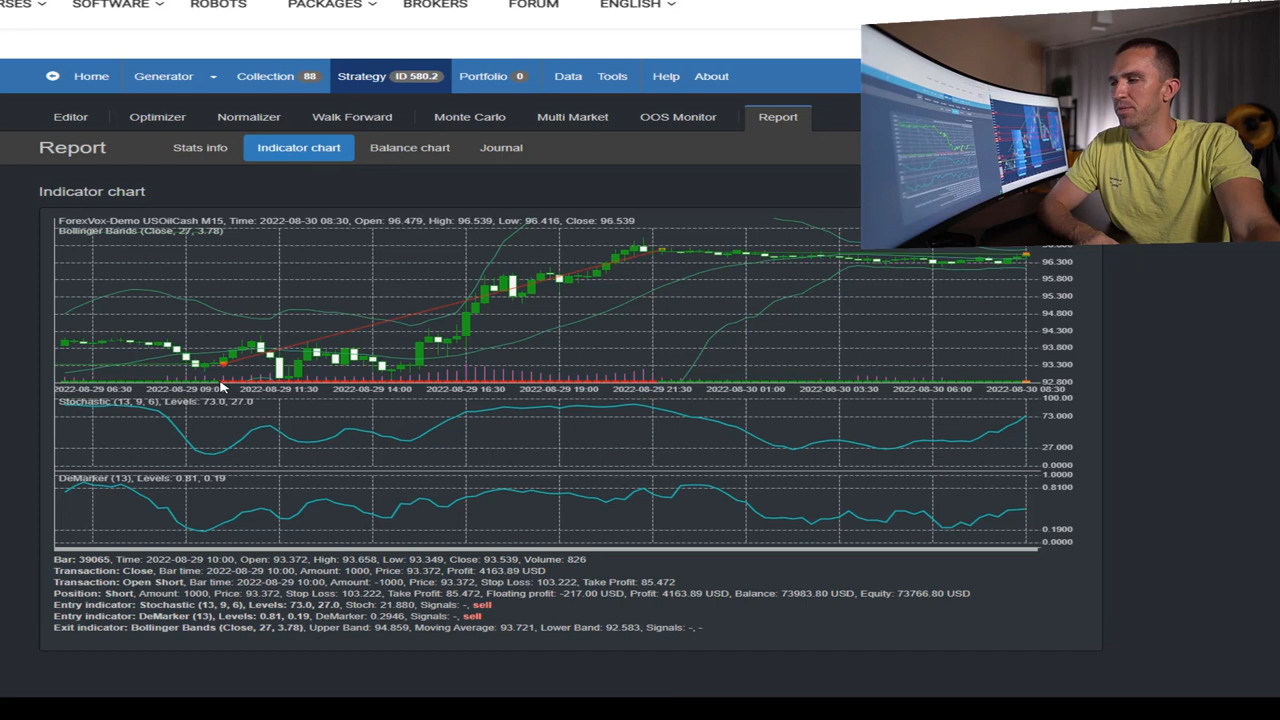 SOFTWARE ROBOTS PACKAGES BROKERS FORUM ENGLISH
Home Generator Collection 88 Strategy ID 580.2 Portfolio 0 Data Tools Help About
Editor Optimizer Normalizer Walk Forward Monte Carlo Multi Market OOS Monitor Report
Report Stats info Indicator chart Balance chart Journal
Indicator chart
ForexVox-Demo USOilCash M15, Time: 2022-08-30 08:30, Open: 96.479, High: 96.539, Low: 96.416, Close: 96.539
Bollinger Bands (Close, 27, 3.78)
96.300
95.800
95.300
94.800
94.300
93.800
93.300
92.800
2022-08-29 06:30 2022-08-29 09:0 2022-08-29 11:30 2022-08-29 14:00 2022-08-29 16:30 2022-08-29 19:00 2022-08-29 21:30 2022-08-30 01:00 2022-08-30 03:30 2022-08-30 06:00 2022-08-30 08:30
Stochastic (13, 9, 6), Levels: 73.0, 27.0
100.00
73.000
27.000
0.0000
DeMarker (13), Levels: 0.81, 0.19
1.0000
0.8100
0.1900
0.0000
Bar: 39065, Time: 2022-08-29 10:00, Open: 93.372, High: 93.658, Low: 93.349, Close: 93.539, Volume: 826
Transaction: Close, Bar time: 2022-08-29 10:00, Amount: 1000, Price: 93.372, Profit: 4163.89 USD
Transaction: Open Short, Bar time: 2022-08-29 10:00, Amount: -1000, Price: 93.372, Stop Loss: 103.222, Take Profit: 85.472
Position: Short, Amount: 1000, Price: 93.372, Stop Loss: 103.222, Take Profit: 85.472, Floating profit: -217.00 USD, Profit: 4163.89 USD, Balance: 73983.80 USD, Equity: 73766.80 USD
Entry indicator: Stochastic (13, 9, 6), Levels: 73.0, 27.0, Stoch: 21.880, Signals: -, sell
Entry indicator: DeMarker (13), Levels: 0.81, 0.19, DeMarker: 0.2946, Signals: -, sell
Exit indicator: Bollinger Bands (Close, 27, 3.78), Upper Band: 94.859, Moving Average: 93.721, Lower Band: 92.583, Signals: -, -